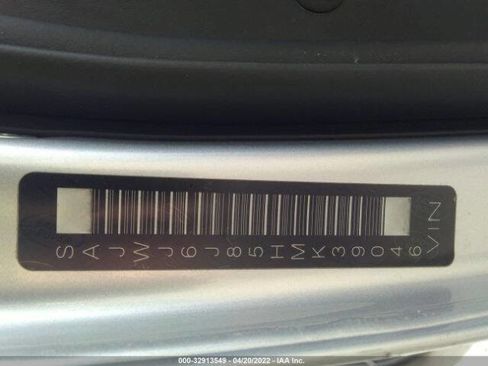 SAJWJ6J85HMK39046 VIN
000-32913549 - 04/20/2022 - IAA Inc.